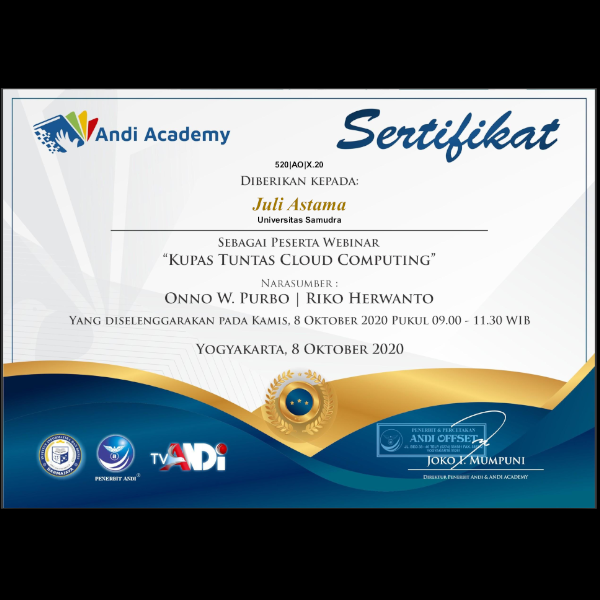 Andi Academy
Sertifikat
520|AO|X.20
DIBERIKAN KEPADA:
Juli Astama
Universitas Samudra
SEBAGAI PESERTA WEBINAR
“KUPAS TUNTAS CLOUD COMPUTING”
NARASUMBER :
ONNO W. PURBO | RIKO HERWANTO
YANG DISELENGGARAKAN PADA KAMIS, 8 OKTOBER 2020 PUKUL 09.00 - 11.30 WIB
YOGYAKARTA, 8 OKTOBER 2020
PENERBIT & PERCETAKAN
ANDI OFFSET
JOKO I. MUMPUNI
DIREKTUR PENERBIT ANDI & ANDI ACADEMY
DARMAJAYA
PENERBIT ANDI®
TV ANDI